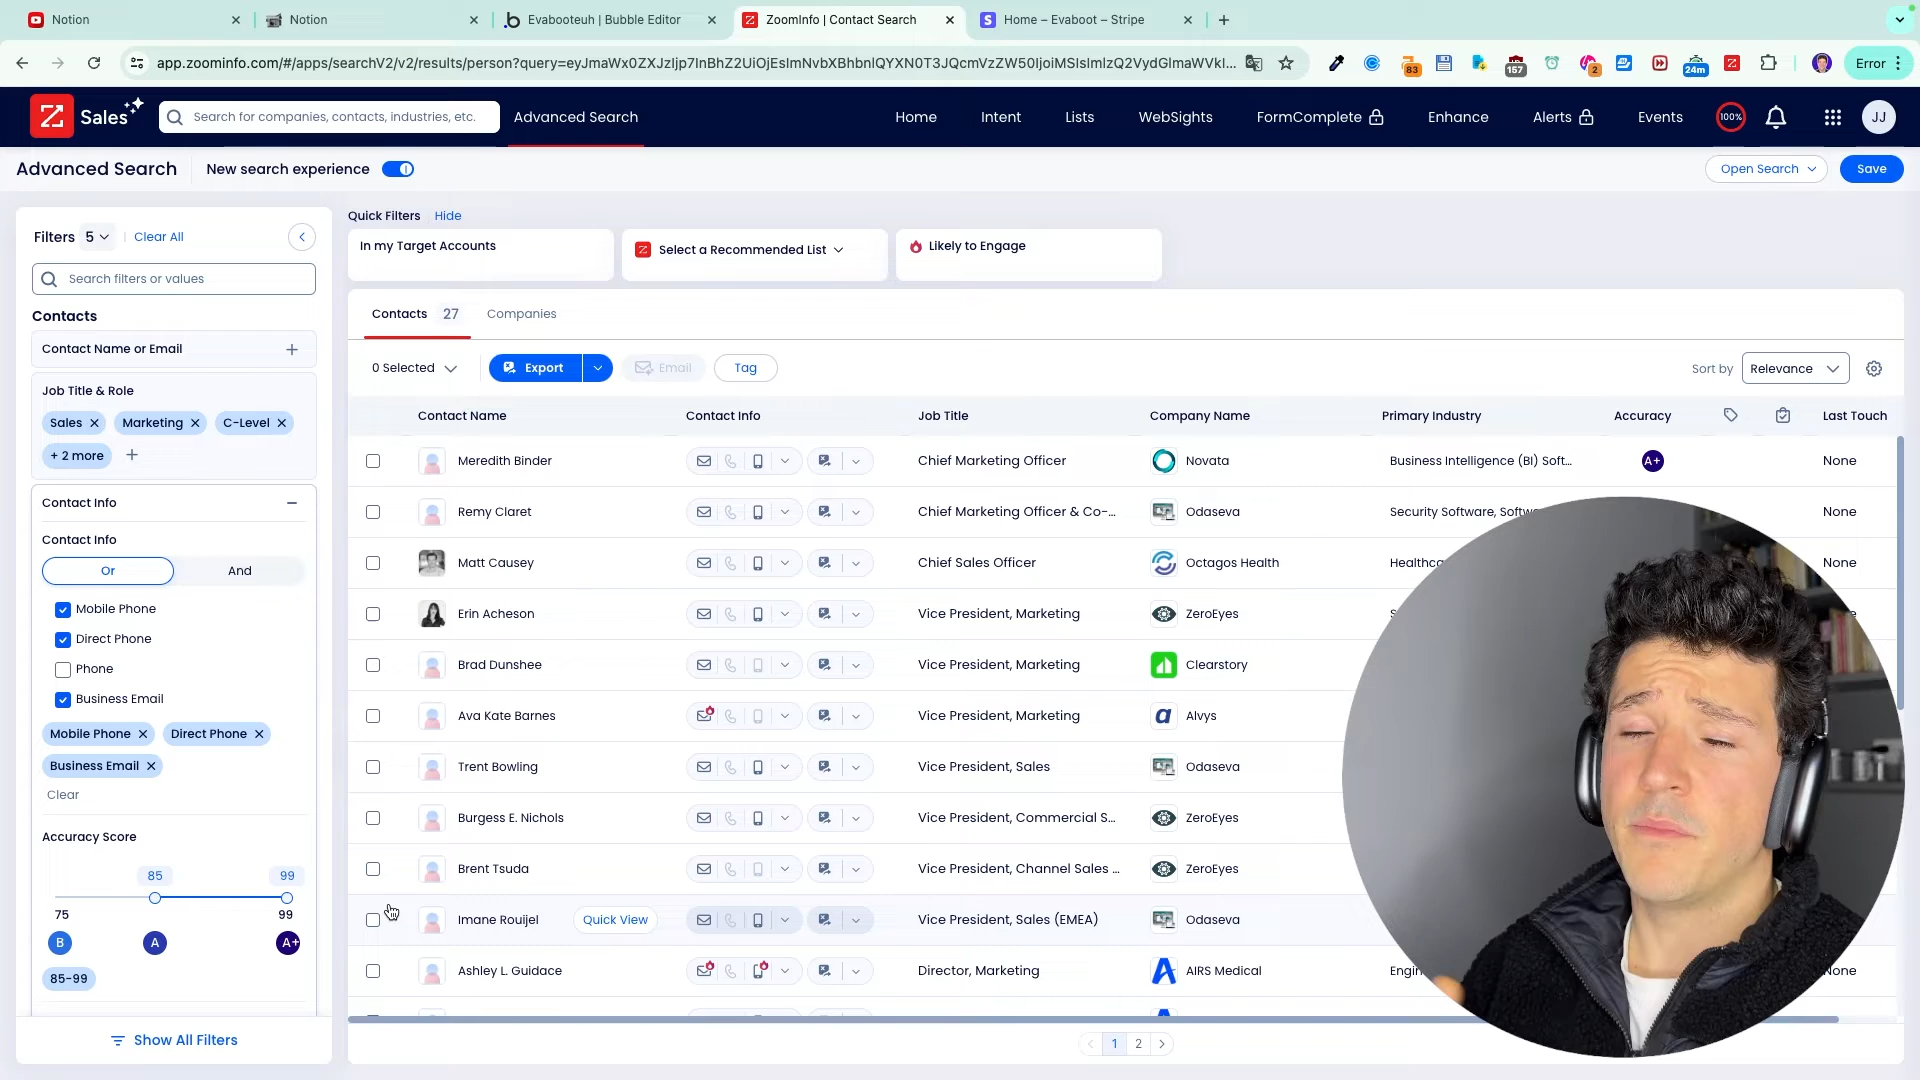 Notion
Notion
Evabooteuh | Bubble Editor
ZoomInfo | Contact Search
Home – Evaboot – Stripe
app.zoominfo.com/#/apps/searchV2/v2/results/person?query=eyJmaWx0ZXJzIjp7InBhZ2UiOjEsImNvbXBhbnlQYXN0T3JQcmVzZW50IjoiMSIsImlzQ2VydGlmaWVkI...
83
157
2
24m
Error
Sales
Search for companies, contacts, industries, etc.
Advanced Search
Home
Intent
Lists
WebSights
FormComplete
Enhance
Alerts
Events
100%
JJ
Advanced Search
New search experience
Open Search
Save
Filters 5
Clear All
Search filters or values
Contacts
Contact Name or Email
Job Title & Role
Sales
Marketing
C-Level
+ 2 more
Contact Info
Contact Info
Or
And
Mobile Phone
Direct Phone
Phone
Business Email
Mobile Phone
Direct Phone
Business Email
Clear
Accuracy Score
85
99
75
99
B
A
A+
85-99
Show All Filters
Quick Filters
Hide
In my Target Accounts
Select a Recommended List
Likely to Engage
Contacts 27
Companies
0 Selected
Export
Email
Tag
Sort by
Relevance
Contact Name
Contact Info
Job Title
Company Name
Primary Industry
Accuracy
Last Touch
Meredith Binder
Chief Marketing Officer
Novata
Business Intelligence (BI) Soft...
A+
None
Remy Claret
Chief Marketing Officer & Co-...
Odaseva
Security Software, Softw
None
Matt Causey
Chief Sales Officer
Octagos Health
Healthca
None
Erin Acheson
Vice President, Marketing
ZeroEyes
Brad Dunshee
Vice President, Marketing
Clearstory
Ava Kate Barnes
Vice President, Marketing
Alvys
Trent Bowling
Vice President, Sales
Odaseva
Burgess E. Nichols
Vice President, Commercial S...
ZeroEyes
Brent Tsuda
Vice President, Channel Sales ...
ZeroEyes
Imane Rouijel
Quick View
Vice President, Sales (EMEA)
Odaseva
Ashley L. Guidace
Director, Marketing
AIRS Medical
Engin
None
1
2